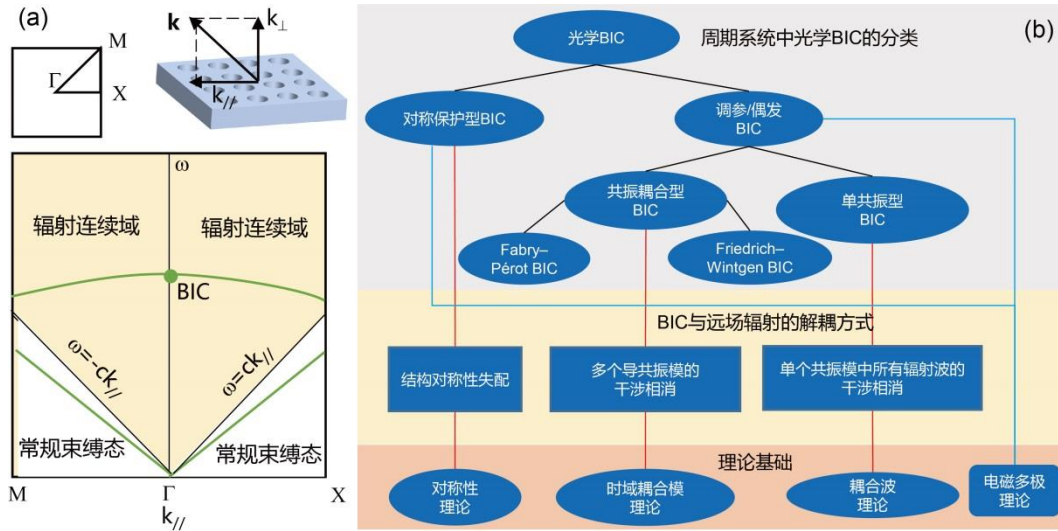 (a)
M
Γ
X
k
k⊥
k//
ω
辐射连续域
辐射连续域
BIC
ω=-ck//
ω=ck//
常规束缚态
常规束缚态
M
Γ
X
k//
(b)
光学BIC
周期系统中光学BIC的分类
对称保护型BIC
调参/偶发
BIC
共振耦合型
BIC
单共振型
BIC
Fabry–
Pérot BIC
Friedrich–
Wintgen BIC
BIC与远场辐射的解耦方式
结构对称性失配
多个导共振模的
干涉相消
单个共振模中所有辐射波的
干涉相消
理论基础
对称性
理论
时域耦合模
理论
耦合波
理论
电磁多极
理论